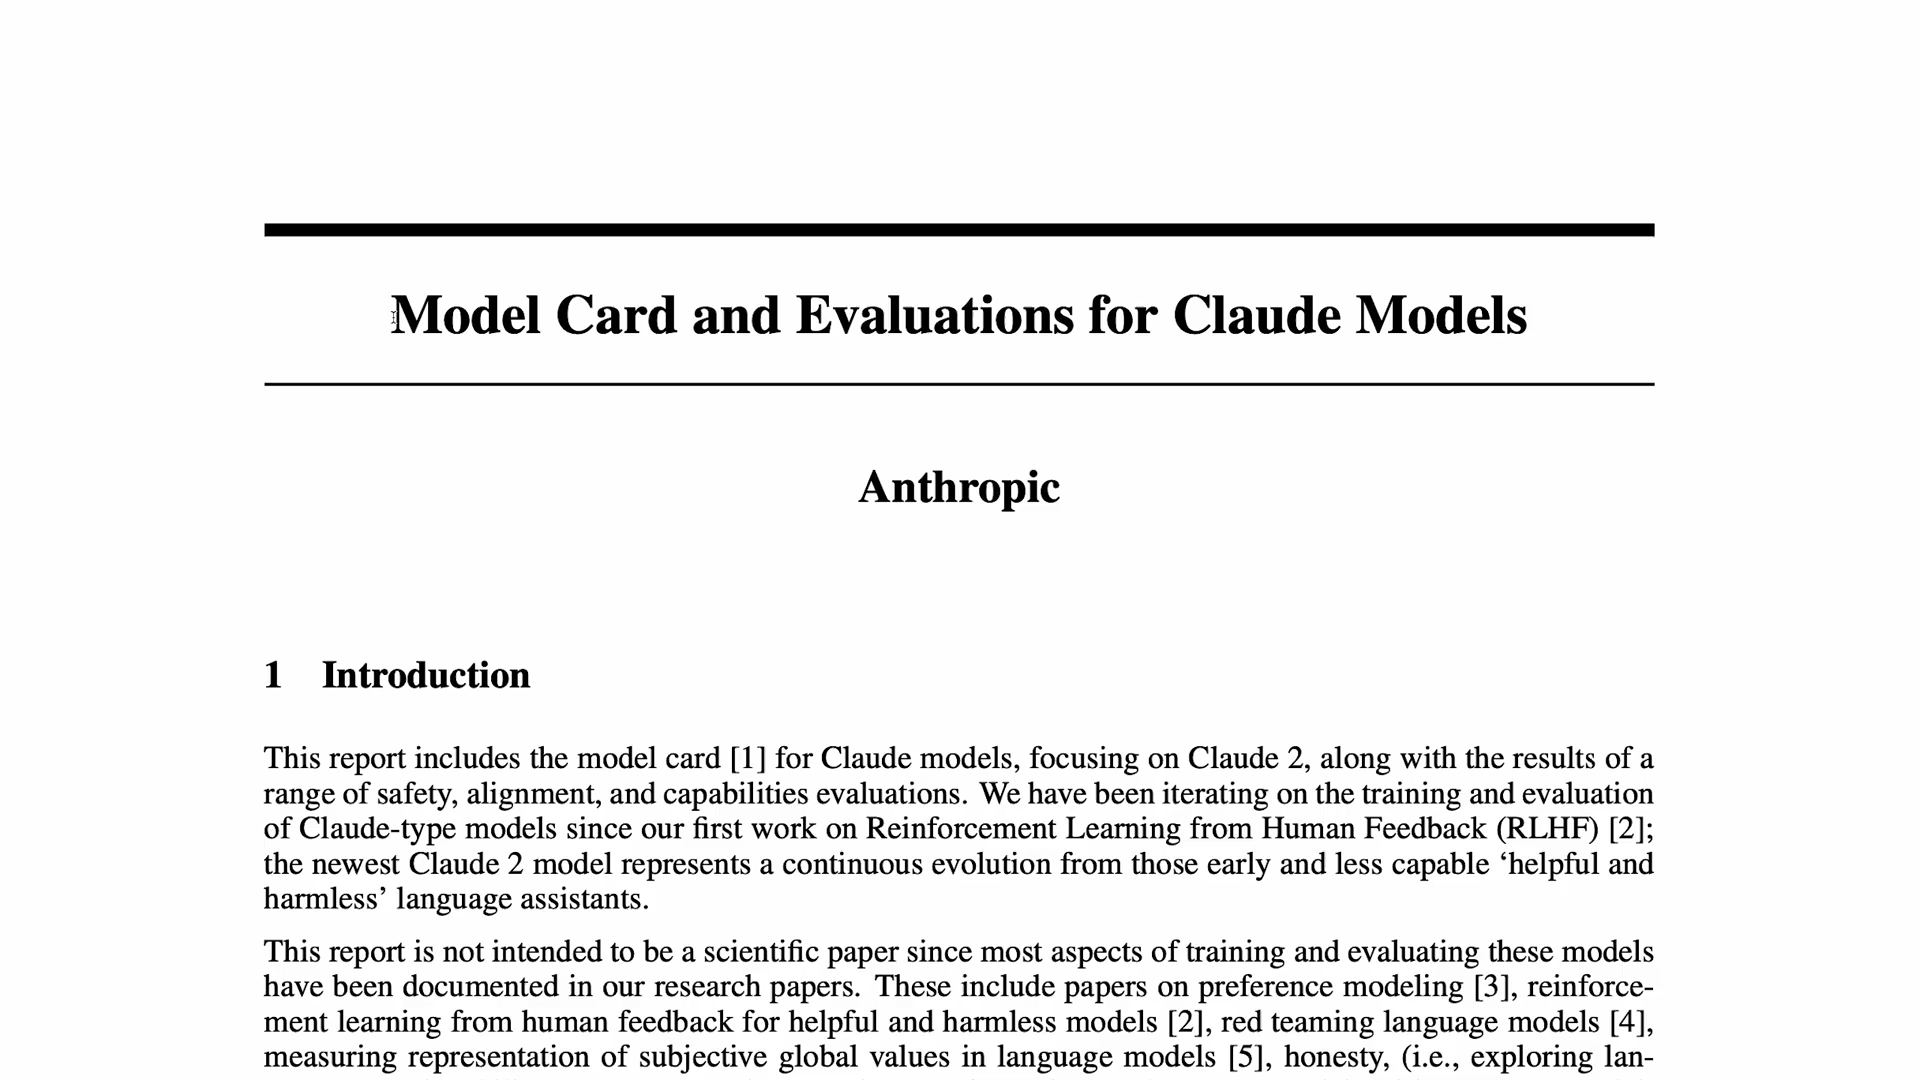 Model Card and Evaluations for Claude Models
Anthropic
1 Introduction
This report includes the model card [1] for Claude models, focusing on Claude 2, along with the results of a
range of safety, alignment, and capabilities evaluations. We have been iterating on the training and evaluation
of Claude-type models since our first work on Reinforcement Learning from Human Feedback (RLHF) [2];
the newest Claude 2 model represents a continuous evolution from those early and less capable ‘helpful and
harmless’ language assistants.
This report is not intended to be a scientific paper since most aspects of training and evaluating these models
have been documented in our research papers. These include papers on preference modeling [3], reinforce-
ment learning from human feedback for helpful and harmless models [2], red teaming language models [4],
measuring representation of subjective global values in language models [5], honesty, (i.e., exploring lan-